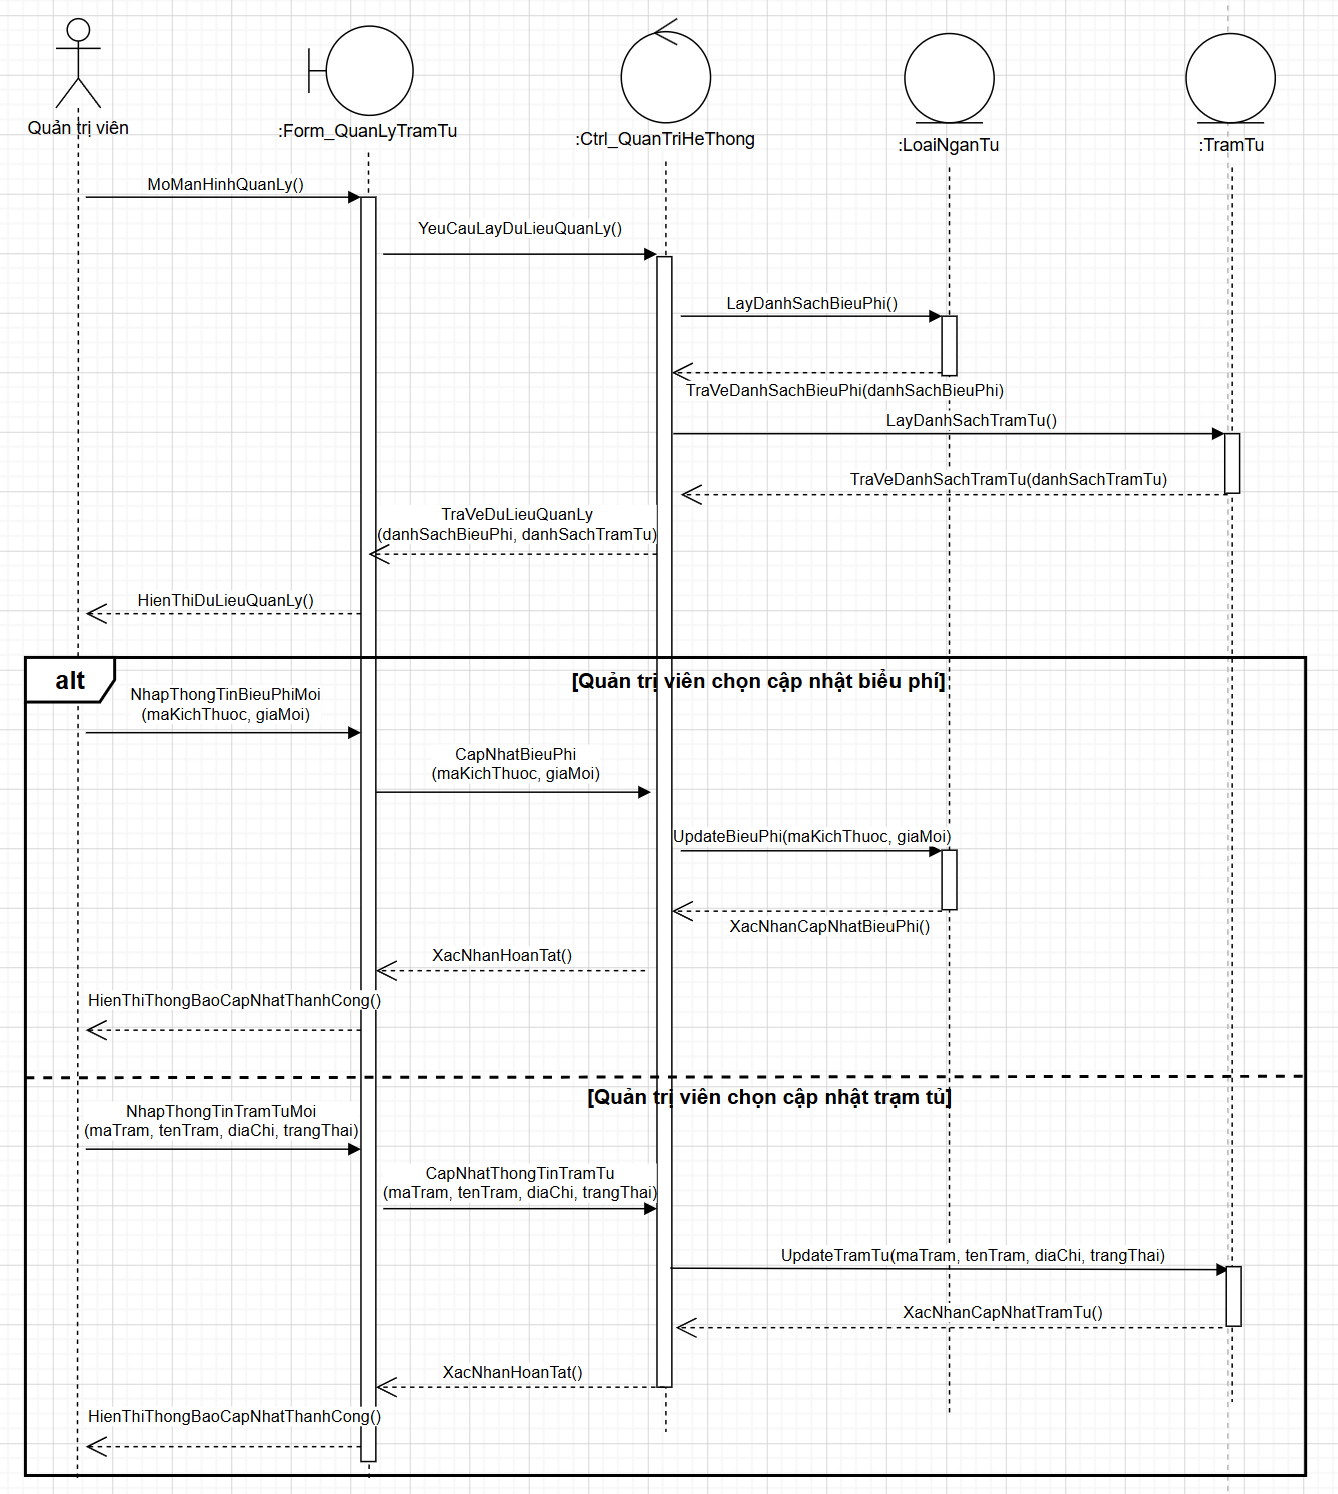 Quản trị viên
:Form_QuanLyTramTu
:Ctrl_QuanTriHeThong
:LoaiNganTu
:TramTu
MoManHinhQuanLy()
YeuCauLayDuLieuQuanLy()
LayDanhSachBieuPhi()
TraVeDanhSachBieuPhi(danhSachBieuPhi)
LayDanhSachTramTu()
TraVeDanhSachTramTu(danhSachTramTu)
TraVeDuLieuQuanLy
(danhSachBieuPhi, danhSachTramTu)
HienThiDuLieuQuanLy()
alt
[Quản trị viên chọn cập nhật biểu phí]
NhapThongTinBieuPhiMoi
(maKichThuoc, giaMoi)
CapNhatBieuPhi
(maKichThuoc, giaMoi)
UpdateBieuPhi(maKichThuoc, giaMoi)
XacNhanCapNhatBieuPhi()
XacNhanHoanTat()
HienThiThongBaoCapNhatThanhCong()
[Quản trị viên chọn cập nhật trạm tủ]
NhapThongTinTramTuMoi
(maTram, tenTram, diaChi, trangThai)
CapNhatThongTinTramTu
(maTram, tenTram, diaChi, trangThai)
UpdateTramTu(maTram, tenTram, diaChi, trangThai)
XacNhanCapNhatTramTu()
XacNhanHoanTat()
HienThiThongBaoCapNhatThanhCong()